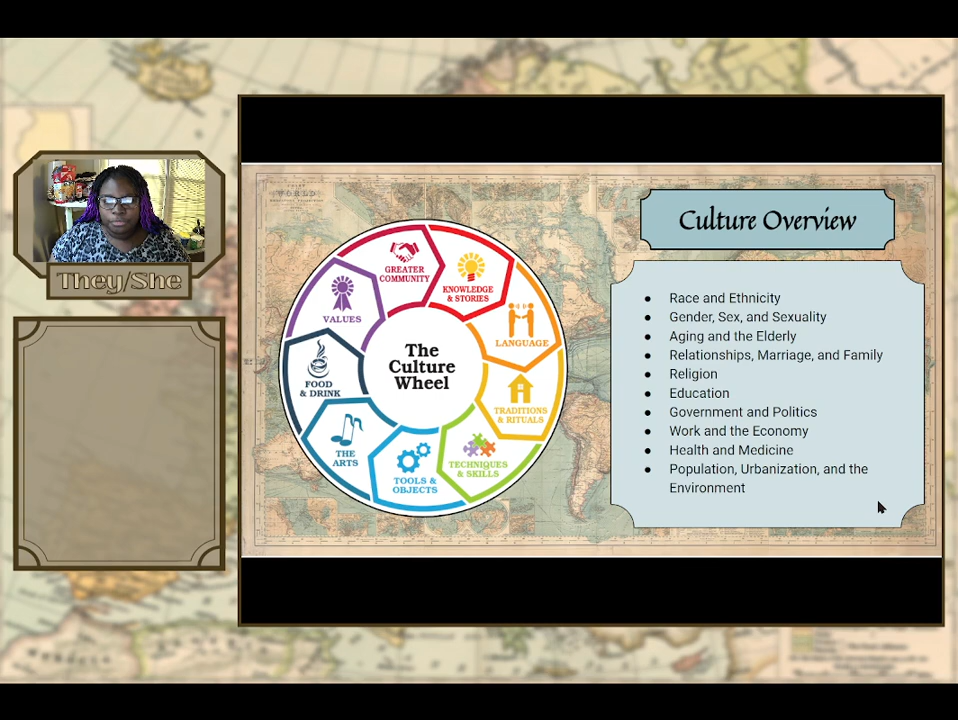 They/She
WORLD
Culture Overview
GREATER
COMMUNITY
KNOWLEDGE
& STORIES
LANGUAGE
TRADITIONS
& RITUALS
TECHNIQUES
& SKILLS
TOOLS &
OBJECTS
THE
ARTS
FOOD
& DRINK
VALUES
The
Culture
Wheel
● Race and Ethnicity
● Gender, Sex, and Sexuality
● Aging and the Elderly
● Relationships, Marriage, and Family
● Religion
● Education
● Government and Politics
● Work and the Economy
● Health and Medicine
● Population, Urbanization, and the
Environment